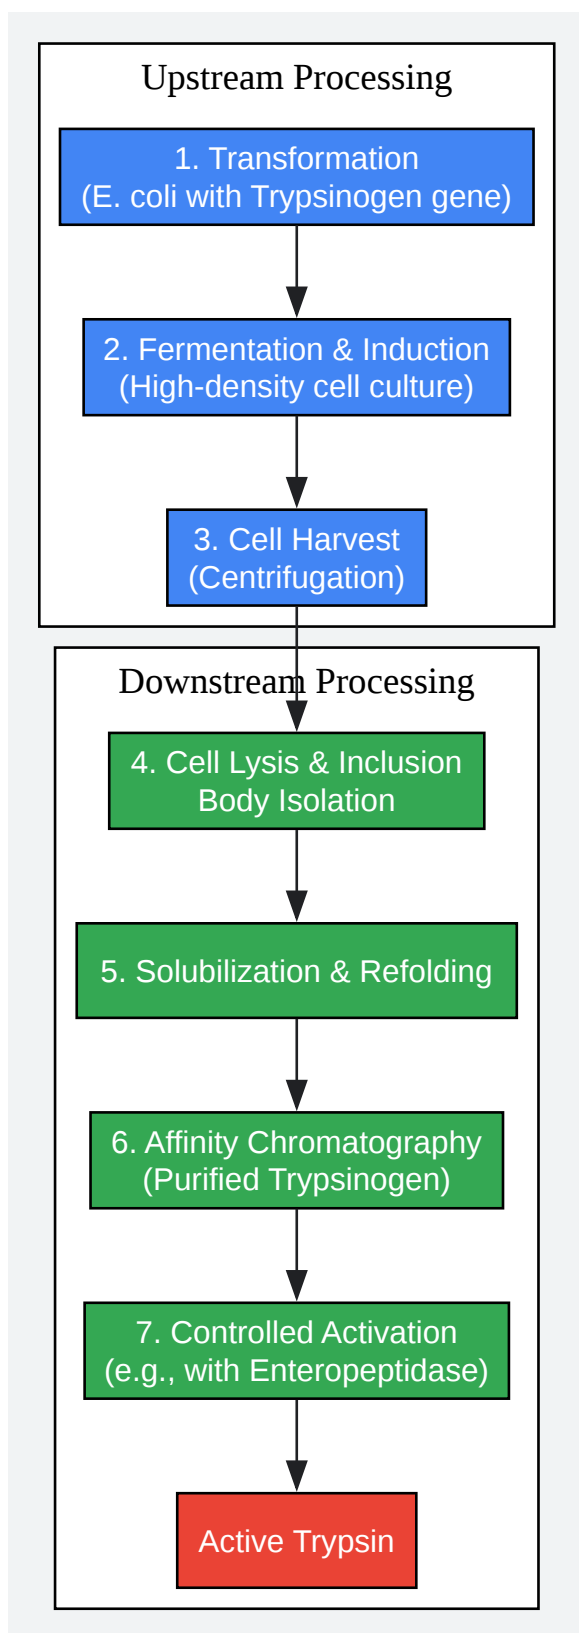 Upstream Processing
1. Transformation
(E. coli with Trypsinogen gene)
2. Fermentation & Induction
(High-density cell culture)
3. Cell Harvest
(Centrifugation)
Downstream Processing
4. Cell Lysis & Inclusion
Body Isolation
5. Solubilization & Refolding
6. Affinity Chromatography
(Purified Trypsinogen)
7. Controlled Activation
(e.g., with Enteropeptidase)
Active Trypsin